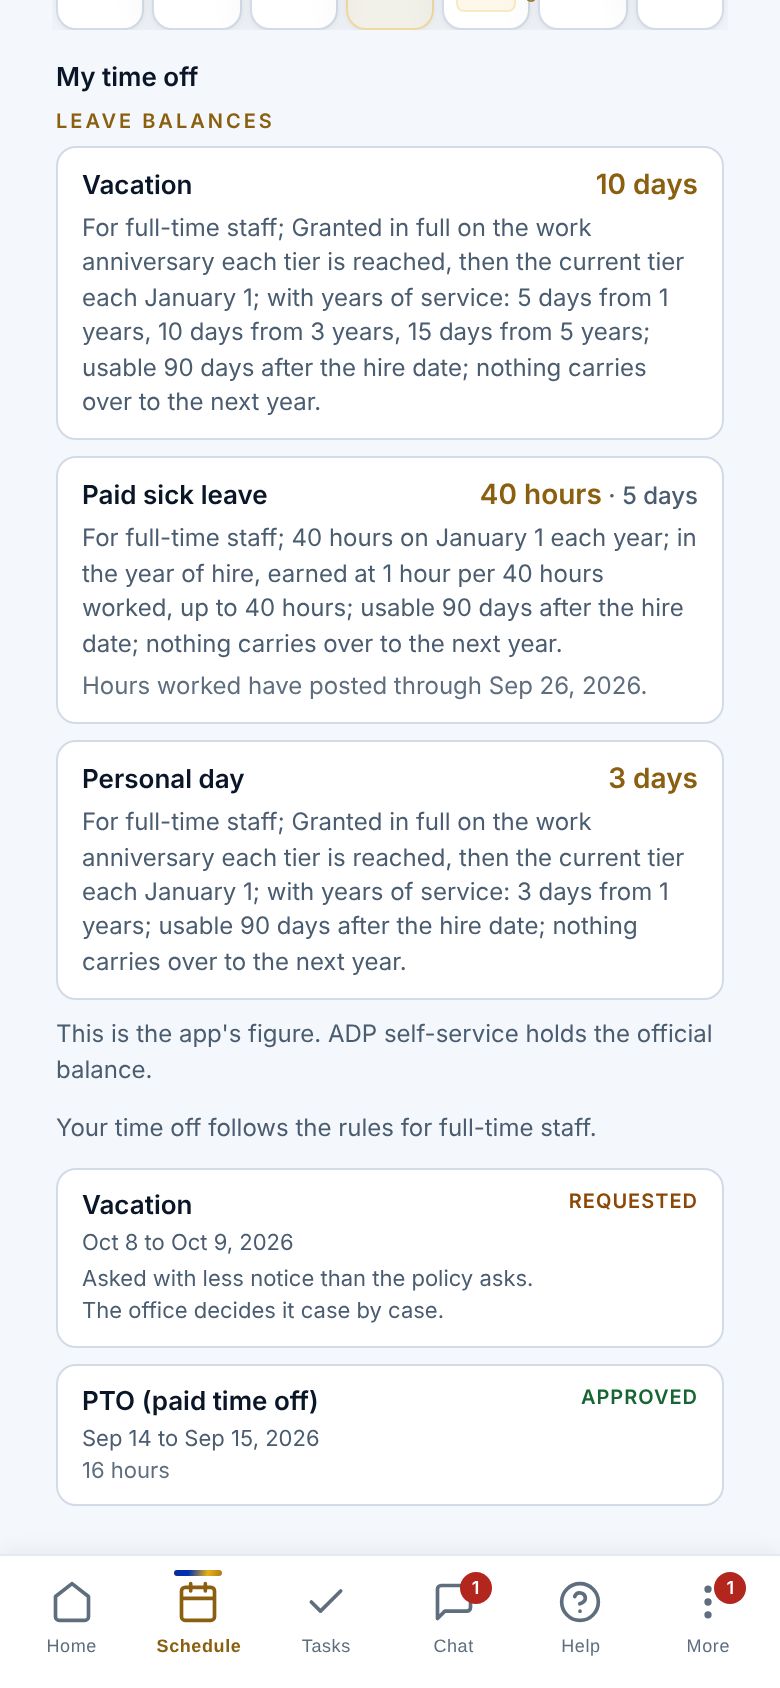 My time off
LEAVE BALANCES
Vacation 10 days
For full-time staff; Granted in full on the work
anniversary each tier is reached, then the current tier
each January 1; with years of service: 5 days from 1
years, 10 days from 3 years, 15 days from 5 years;
usable 90 days after the hire date; nothing carries
over to the next year.
Paid sick leave 40 hours · 5 days
For full-time staff; 40 hours on January 1 each year; in
the year of hire, earned at 1 hour per 40 hours
worked, up to 40 hours; usable 90 days after the hire
date; nothing carries over to the next year.
Hours worked have posted through Sep 26, 2026.
Personal day 3 days
For full-time staff; Granted in full on the work
anniversary each tier is reached, then the current tier
each January 1; with years of service: 3 days from 1
years; usable 90 days after the hire date; nothing
carries over to the next year.
This is the app's figure. ADP self-service holds the official
balance.
Your time off follows the rules for full-time staff.
Vacation REQUESTED
Oct 8 to Oct 9, 2026
Asked with less notice than the policy asks.
The office decides it case by case.
PTO (paid time off) APPROVED
Sep 14 to Sep 15, 2026
16 hours
1 1
Home Schedule Tasks Chat Help More